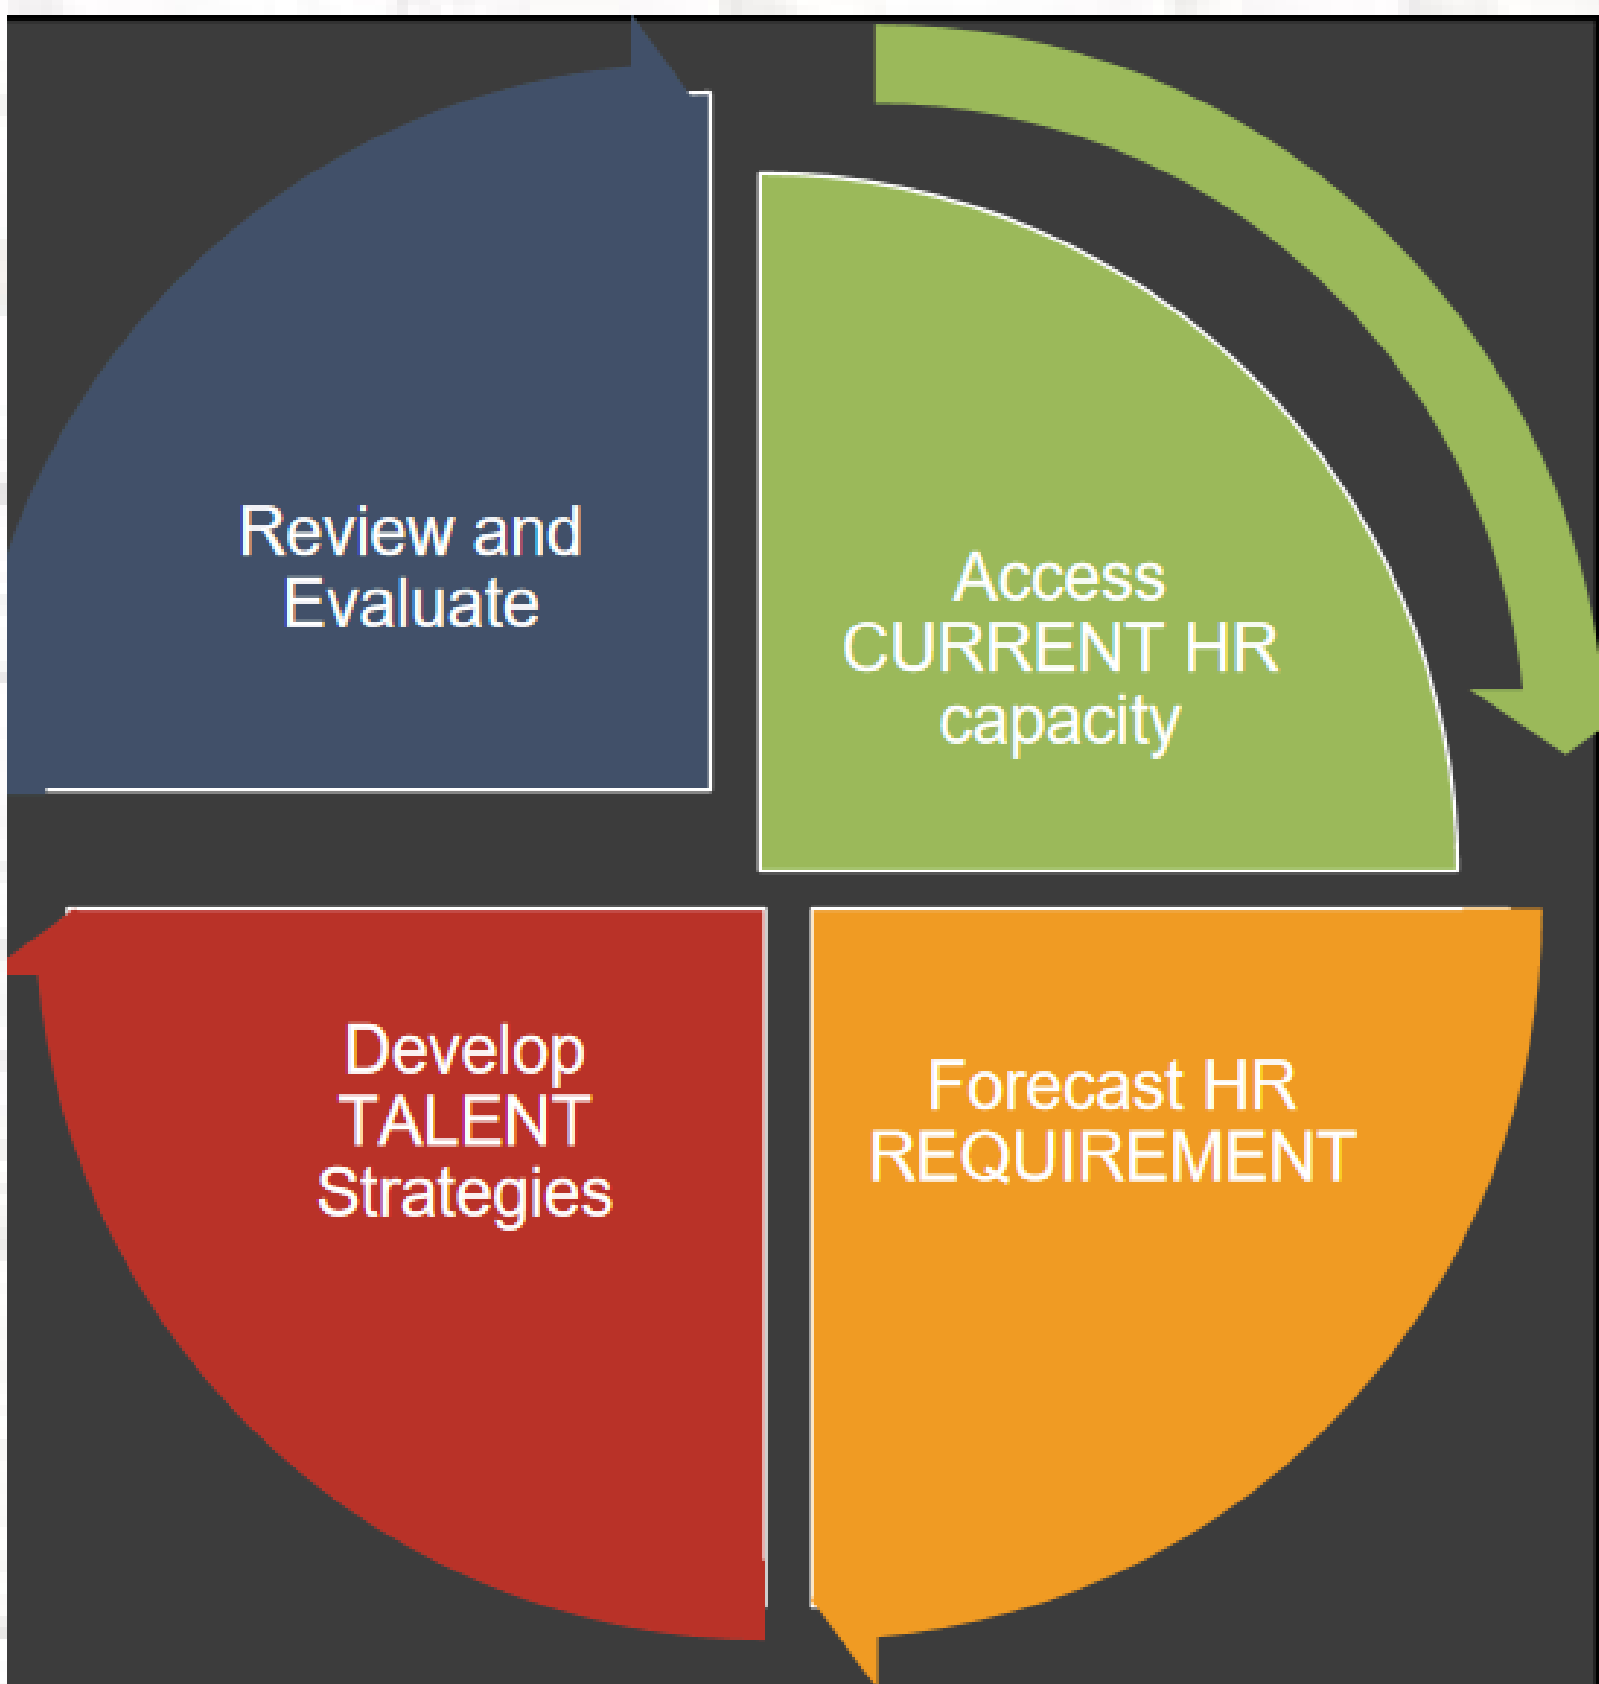 Review and
Evaluate
Access
CURRENT HR
capacity
Develop
TALENT
Strategies
Forecast HR
REQUIREMENT